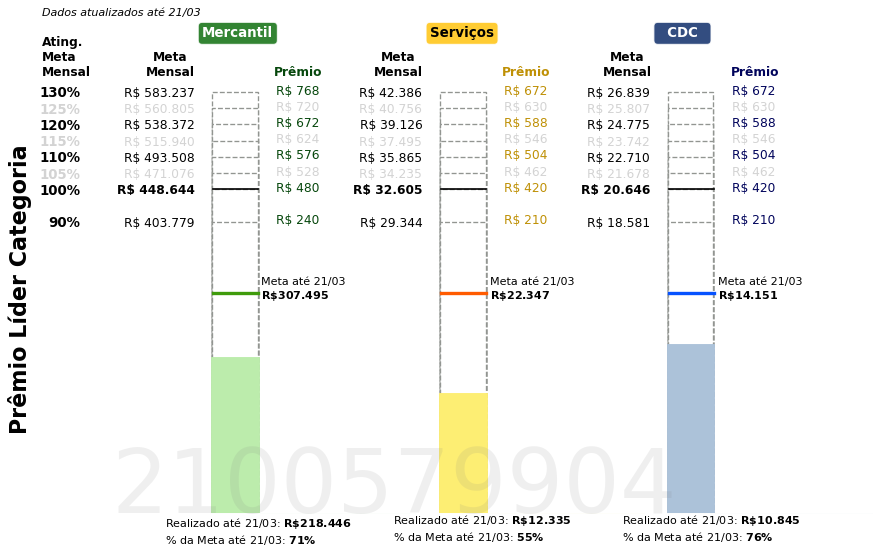 Dados atualizados até 21/03
Mercantil Serviços CDC
Ating. Meta Mensal Meta Mensal Prêmio Meta Mensal Prêmio Meta Mensal Prêmio
130% R$ 583.237 R$ 768 R$ 42.386 R$ 672 R$ 26.839 R$ 672
125% R$ 560.805 R$ 720 R$ 40.756 R$ 630 R$ 25.807 R$ 630
120% R$ 538.372 R$ 672 R$ 39.126 R$ 588 R$ 24.775 R$ 588
115% R$ 515.940 R$ 624 R$ 37.495 R$ 546 R$ 23.742 R$ 546
110% R$ 493.508 R$ 576 R$ 35.865 R$ 504 R$ 22.710 R$ 504
105% R$ 471.076 R$ 528 R$ 34.235 R$ 462 R$ 21.678 R$ 462
100% R$ 448.644 R$ 480 R$ 32.605 R$ 420 R$ 20.646 R$ 420
90% R$ 403.779 R$ 240 R$ 29.344 R$ 210 R$ 18.581 R$ 210
Meta até 21/03 Meta até 21/03 Meta até 21/03
R$307.495 R$22.347 R$14.151
Prêmio Líder Categoria
2100579904
Realizado até 21/03: R$218.446 Realizado até 21/03: R$12.335 Realizado até 21/03: R$10.845
% da Meta até 21/03: 71% % da Meta até 21/03: 55% % da Meta até 21/03: 76%